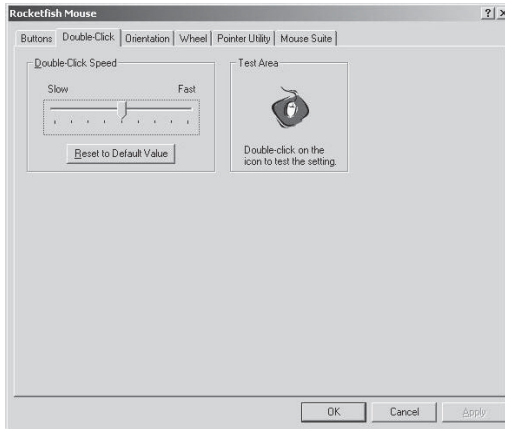 Rocketfish Mouse
Buttons Double-Click Orientation Wheel Pointer Utility Mouse Suite
Double-Click Speed
Slow Fast
Reset to Default Value
Test Area
Double-click on the
icon to test the setting.
OK Cancel Apply